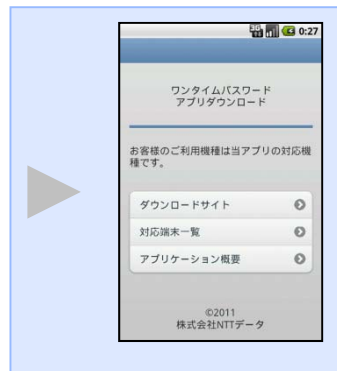 0:27
ワンタイムパスワード
アプリダウンロード
お客様のご利用機種は当アプリの対応機
種です。
ダウンロードサイト
対応端末一覧
アプリケーション概要
©2011
株式会社NTTデータ